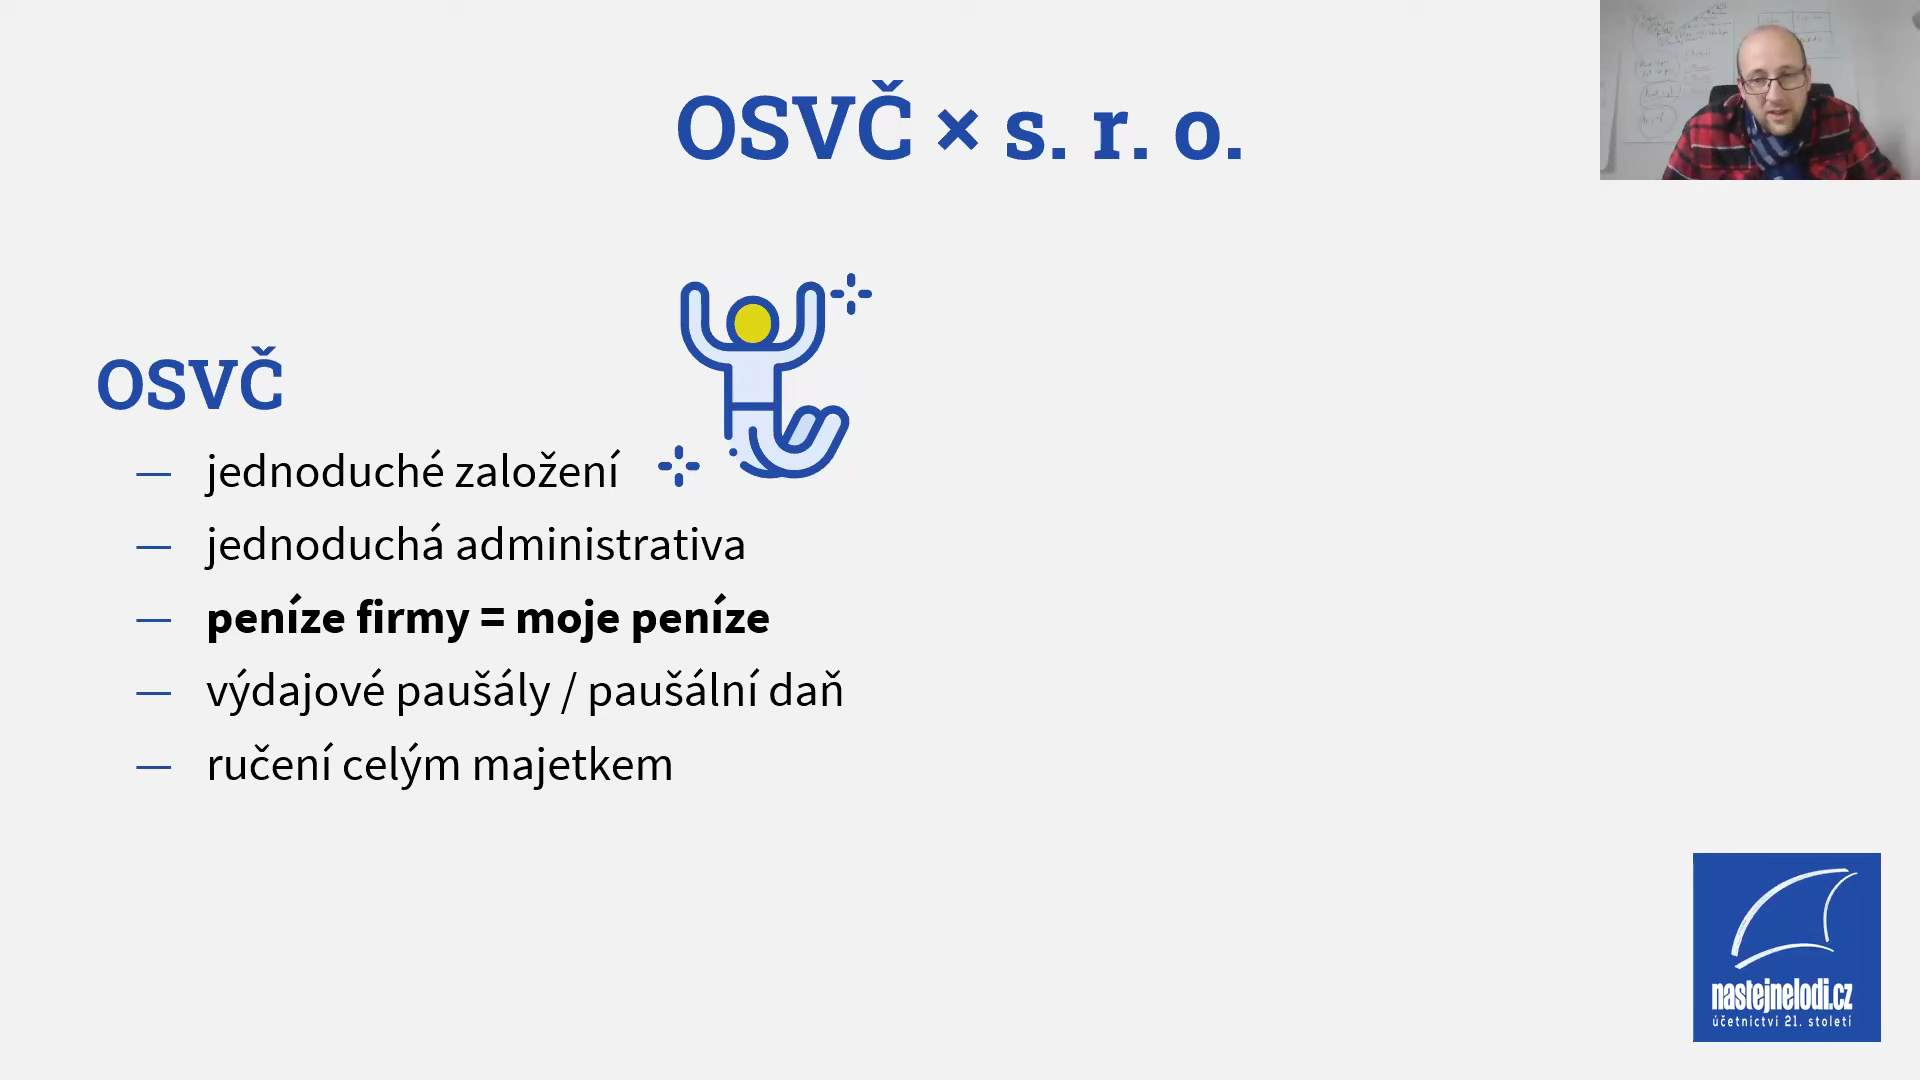 OSVČ × s. r. o.
OSVČ
— jednoduché založení
— jednoduchá administrativa
— peníze firmy = moje peníze
— výdajové paušály / paušální daň
— ručení celým majetkem
nastejnelodi.cz
účetnictví 21. století